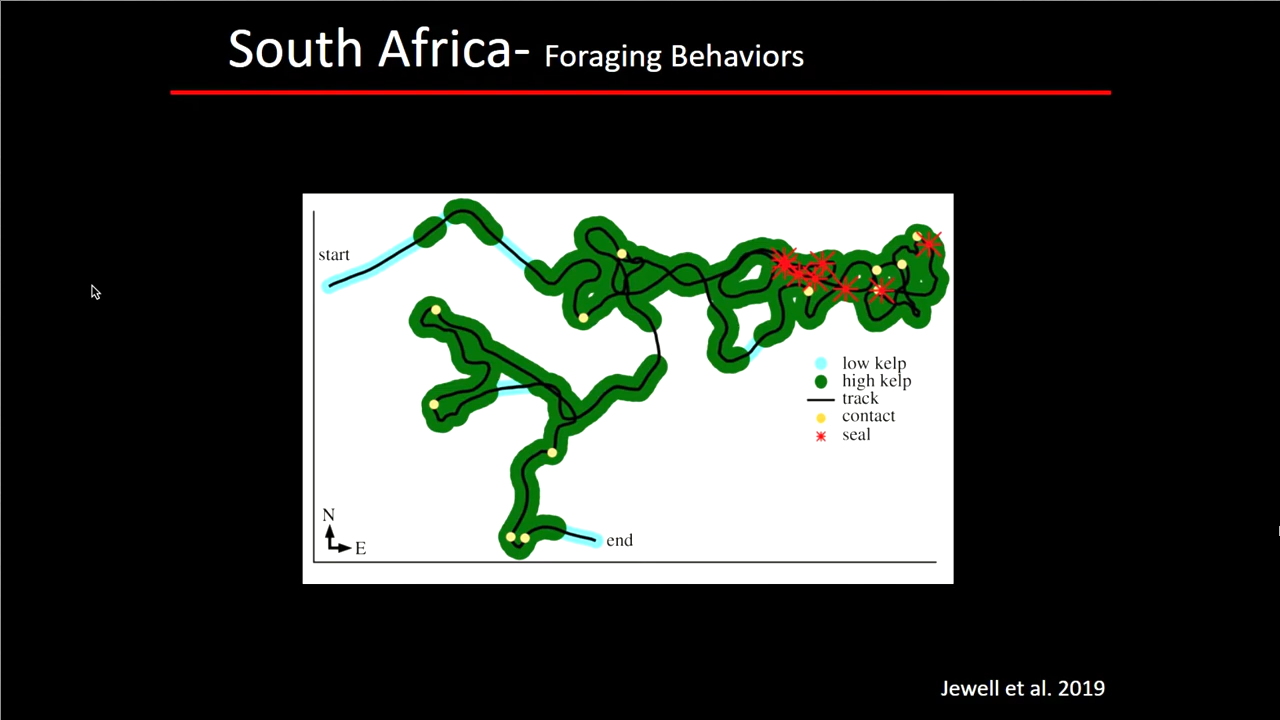 South Africa- Foraging Behaviors
start
low kelp
high kelp
track
contact
seal
N
E
end
Jewell et al. 2019